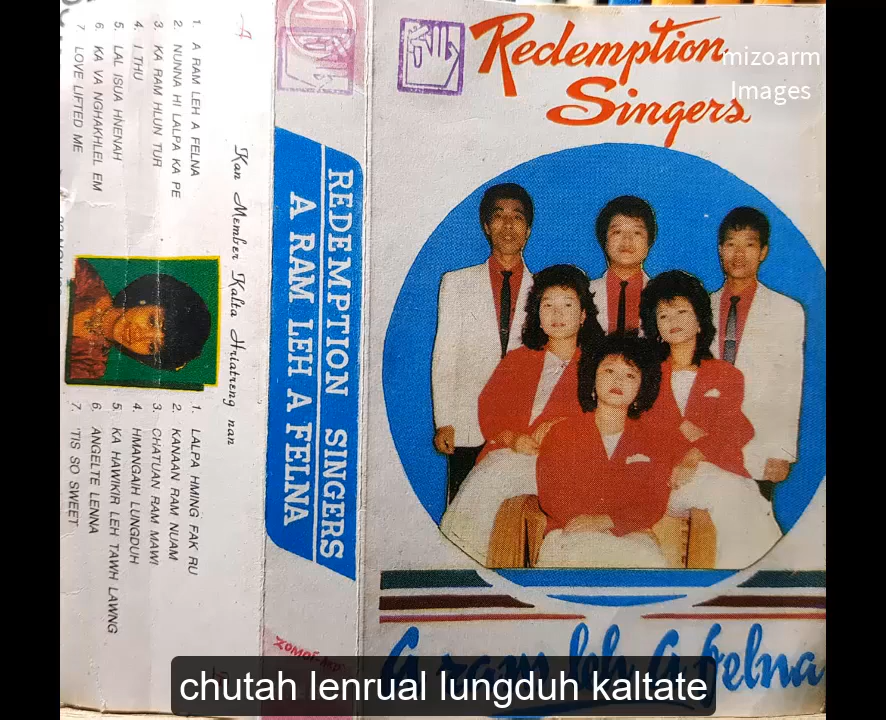 Redemption
Singers
mizoarm
Images
REDEMPTION SINGERS
A RAM LEH A FELNA
A
1. A RAM LEH A FELNA
2. NUNNA HI LALPA KA PE
3. KA RAM HLUN TUR
4. I THU
5. LAL ISUA HNENAH
6. KA VA NGHAKHLEL EM
7 LOVE LIFTED ME
Kan Member Kalta Hriatreng nan
1. LALPA HMING FAK RU
2. KANAAN RAM NUAM
3. CHATUAN RAM MAWI
4. HMANGAIH LUNGDUH
5. KA HAWIKIR LEH TAWH LAWNG
6. ANGELTE LENNA
7. 'TIS SO SWEET
A ram leh A felna
chutah lenrual lungduh kaltate